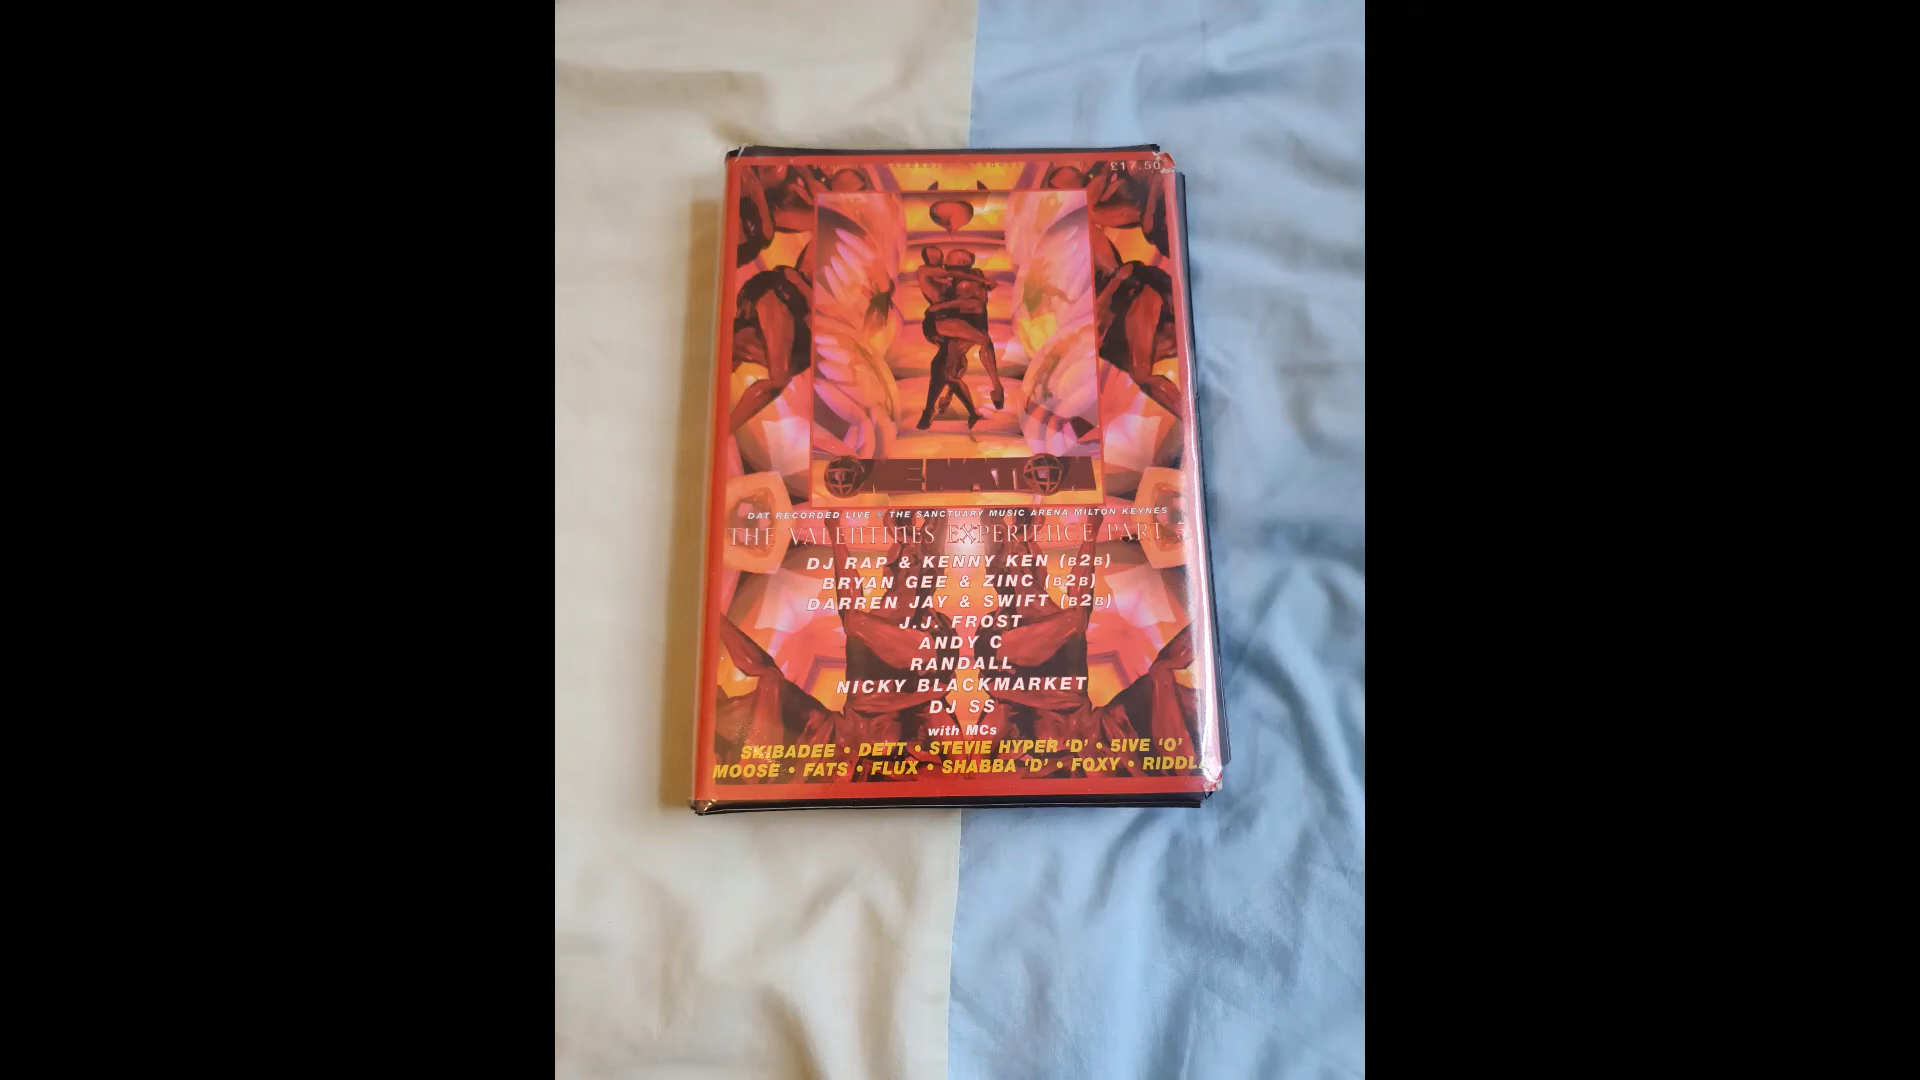 £17.50
ONE NATION
DAT RECORDED LIVE @ THE SANCTUARY MUSIC ARENA MILTON KEYNES
THE VALENTINES EXPERIENCE PART
DJ RAP & KENNY KEN (B2B)
BRYAN GEE & ZINC (B2B)
DARREN JAY & SWIFT (B2B)
J.J. FROST
ANDY C
RANDALL
NICKY BLACKMARKET
DJ SS
with MCs
SKIBADEE • DETT • STEVIE HYPER 'D' • 5IVE 'O'
MOOSE • FATS • FLUX • SHABBA 'D' • FOXY •